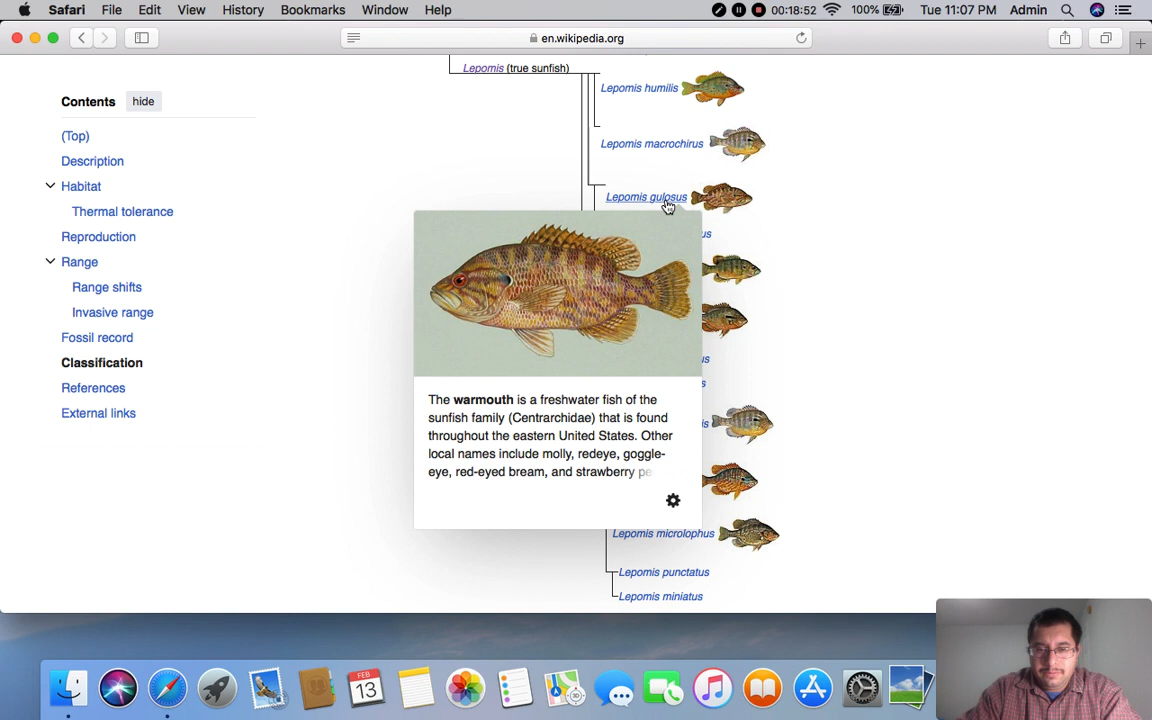 Safari File Edit View History Bookmarks Window Help 00:18:52 100% Tue 11:07 PM Admin
en.wikipedia.org
Contents hide
(Top)
Description
Habitat
Thermal tolerance
Reproduction
Range
Range shifts
Invasive range
Fossil record
Classification
References
External links
Lepomis (true sunfish)
Lepomis humilis
Lepomis macrochirus
Lepomis gulosus
The warmouth is a freshwater fish of the
sunfish family (Centrarchidae) that is found
throughout the eastern United States. Other
local names include molly, redeye, goggle-
eye, red-eyed bream, and strawberry pe
Lepomis microlophus
Lepomis punctatus
Lepomis miniatus
FEB
13